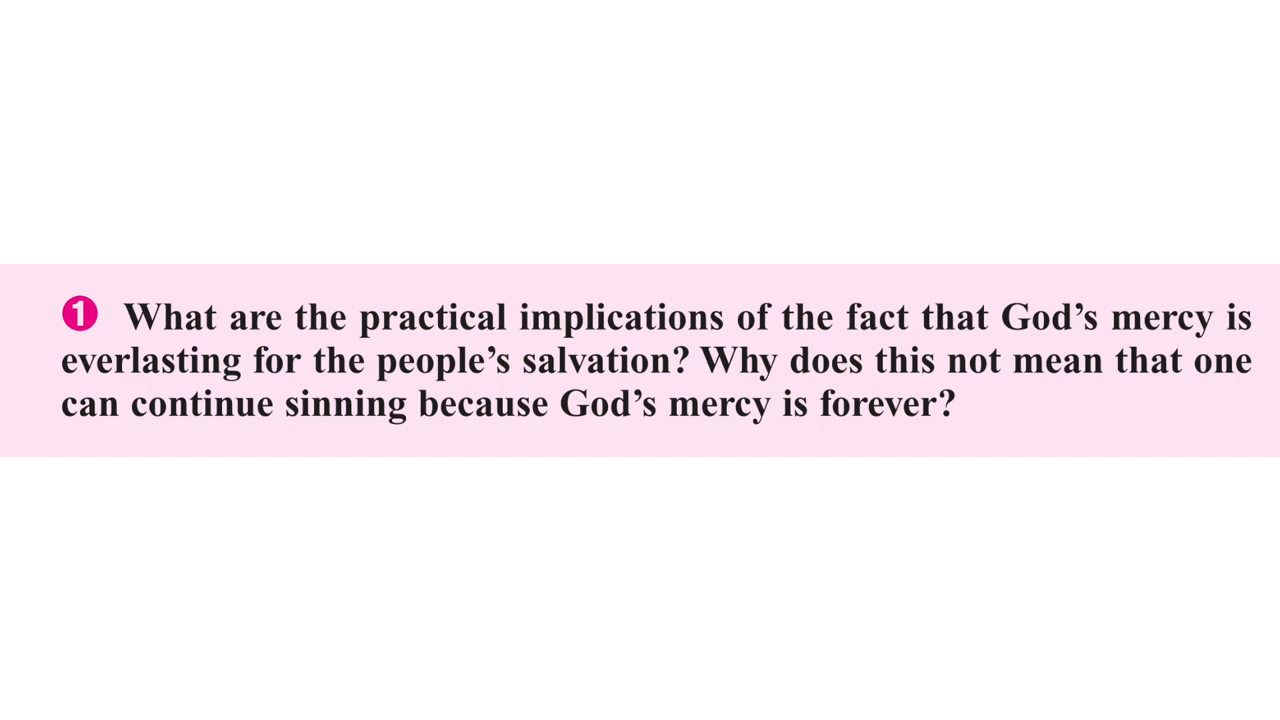 ❶ What are the practical implications of the fact that God’s mercy is
everlasting for the people’s salvation? Why does this not mean that one
can continue sinning because God’s mercy is forever?